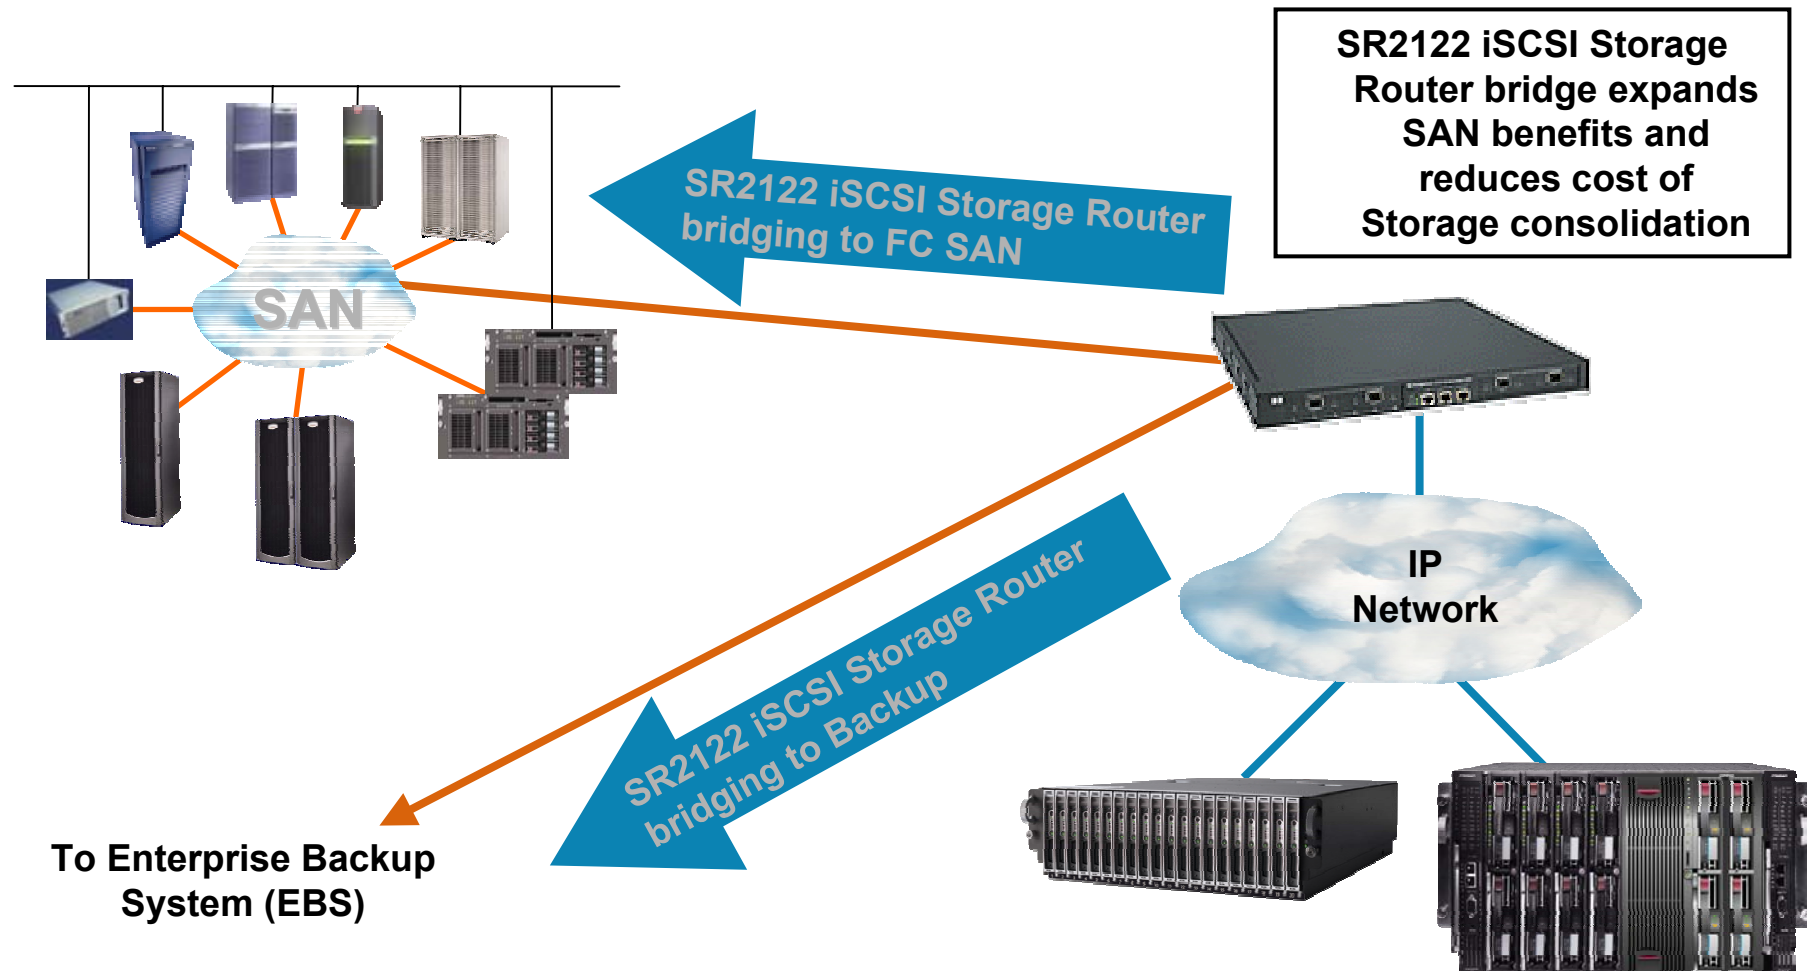 SR2122 iSCSI Storage
Router bridge expands
SAN benefits and
reduces cost of
Storage consolidation
SR2122 iSCSI Storage Router
bridging to FC SAN
SAN
IP
Network
SR2122 iSCSI Storage Router
bridging to Backup
To Enterprise Backup
System (EBS)